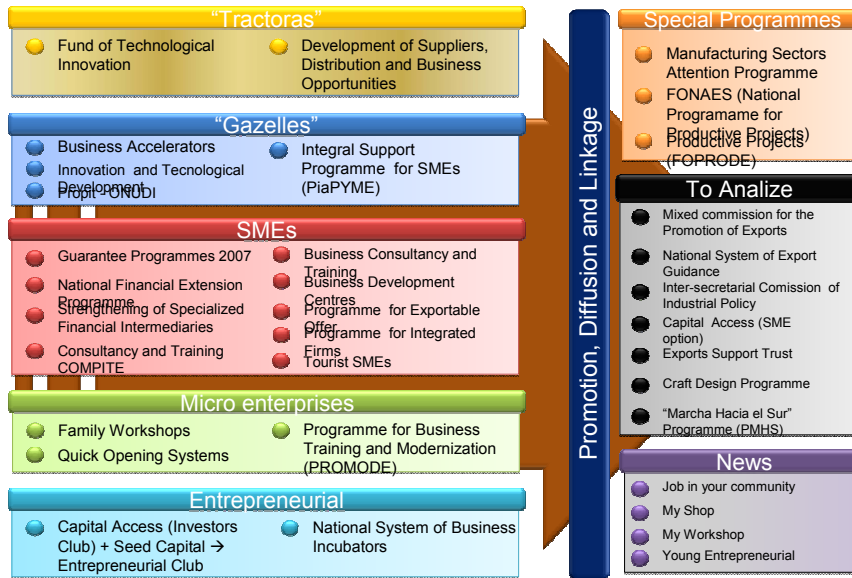 "Tractoras"
Fund of Technological
Innovation
Development of Suppliers,
Distribution and Business
Opportunities
"Gazelles"
Business Accelerators
Innovation and Tecnological
Development
Propit - ONUDI
Integral Support
Programme for SMEs
(PiaPYME)
SMEs
Guarantee Programmes 2007
National Financial Extension
Programme
Strengthening of Specialized
Financial Intermediaries
Consultancy and Training
COMPITE
Business Consultancy and
Training
Business Development
Centres
Programme for Exportable
Offer
Programme for Integrated
Firms
Tourist SMEs
Micro enterprises
Family Workshops
Quick Opening Systems
Programme for Business
Training and Modernization
(PROMODE)
Entrepreneurial
Capital Access (Investors
Club) + Seed Capital →
Entrepreneurial Club
National System of Business
Incubators
Promotion, Diffusion and Linkage
Special Programmes
Manufacturing Sectors
Attention Programme
FONAES (National
Programame for
Productive Projects)
Productive Projects
(FOPRODE)
To Analize
Mixed commission for the
Promotion of Exports
National System of Export
Guidance
Inter-secretarial Comission of
Industrial Policy
Capital Access (SME
option)
Exports Support Trust
Craft Design Programme
"Marcha Hacia el Sur"
Programme (PMHS)
News
Job in your community
My Shop
My Workshop
Young Entrepreneurial